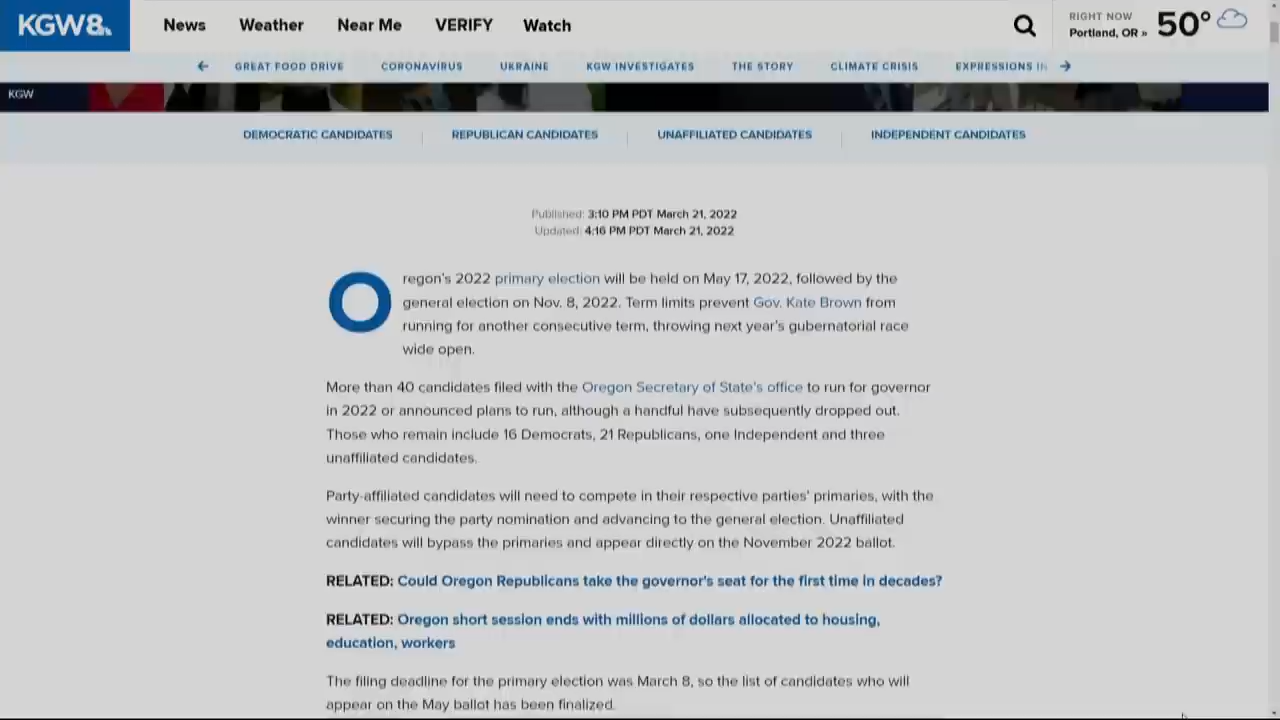 KGW8
News
Weather
Near Me
VERIFY
Watch
RIGHT NOW
Portland, OR »
50°
GREAT FOOD DRIVE
CORONAVIRUS
UKRAINE
KGW INVESTIGATES
THE STORY
CLIMATE CRISIS
EXPRESSIONS
KGW
DEMOCRATIC CANDIDATES
REPUBLICAN CANDIDATES
UNAFFILIATED CANDIDATES
INDEPENDENT CANDIDATES
Published: 3:10 PM PDT March 21, 2022
Updated: 4:16 PM PDT March 21, 2022
Oregon's 2022 primary election will be held on May 17, 2022, followed by the
general election on Nov. 8, 2022. Term limits prevent Gov. Kate Brown from
running for another consecutive term, throwing next year's gubernatorial race
wide open.
More than 40 candidates filed with the Oregon Secretary of State's office to run for governor
in 2022 or announced plans to run, although a handful have subsequently dropped out.
Those who remain include 16 Democrats, 21 Republicans, one Independent and three
unaffiliated candidates.
Party-affiliated candidates will need to compete in their respective parties' primaries, with the
winner securing the party nomination and advancing to the general election. Unaffiliated
candidates will bypass the primaries and appear directly on the November 2022 ballot.
RELATED: Could Oregon Republicans take the governor's seat for the first time in decades?
RELATED: Oregon short session ends with millions of dollars allocated to housing,
education, workers
The filing deadline for the primary election was March 8, so the list of candidates who will
appear on the May ballot has been finalized.